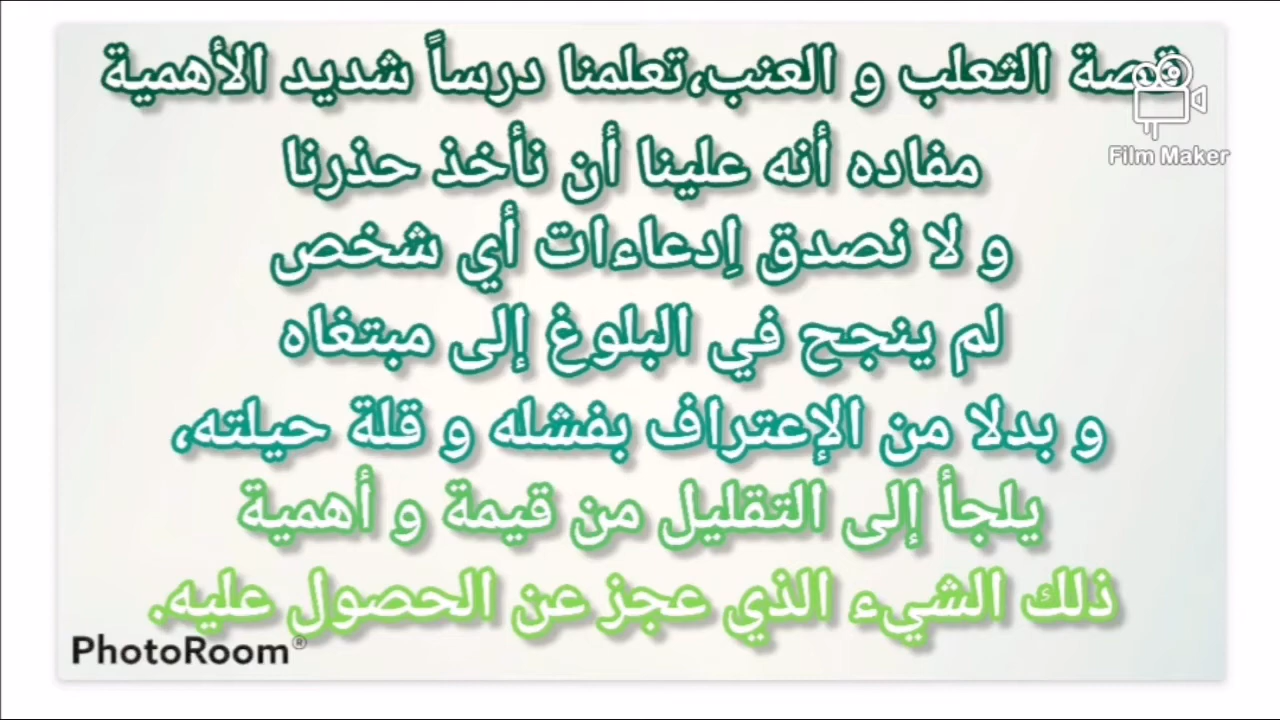 قصة الثعلب و العنب،تعلمنا درساً شديد الأهمية
مفاده أنه علينا أن نأخذ حذرنا
و لا نصدق إدعاءات أي شخص
لم ينجح في البلوغ إلى مبتغاه
و بدلا من الإعتراف بفشله و قلة حيلته،
يلجأ إلى التقليل من قيمة و أهمية
ذلك الشيء الذي عجز عن الحصول عليه.
Film Maker
PhotoRoom®